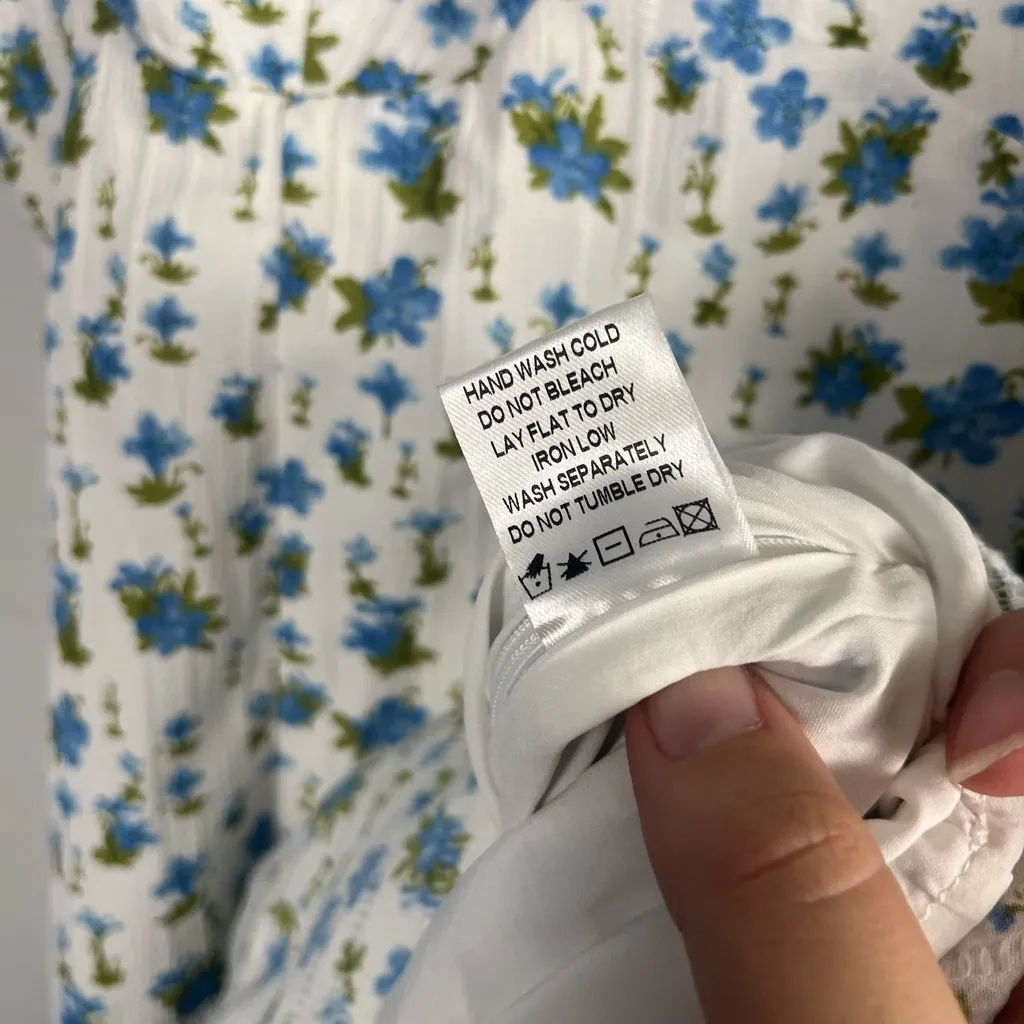 HAND WASH COLD
DO NOT BLEACH
LAY FLAT TO DRY
IRON LOW
WASH SEPARATELY
DO NOT TUMBLE DRY